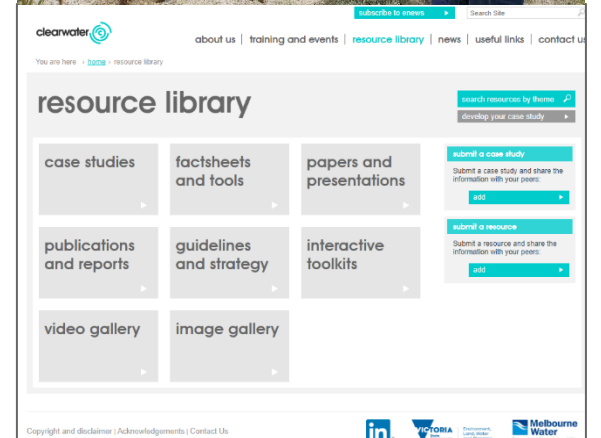 subscribe to enews
Search Site
clearwater
about us | training and events | resource library | news | useful links | contact us
You are here > home > resource library
resource library
search resources by theme
develop your case study
case studies
factsheets
and tools
papers and
presentations
submit a case study
Submit a case study and share the
information with your peers:
add
publications
and reports
guidelines
and strategy
interactive
toolkits
submit a resource
Submit a resource and share the
information with your peers:
add
video gallery
image gallery
Copyright and disclaimer | Acknowledgements | Contact Us
in
VICTORIA
Environment,
Land, Water
Melbourne
Water